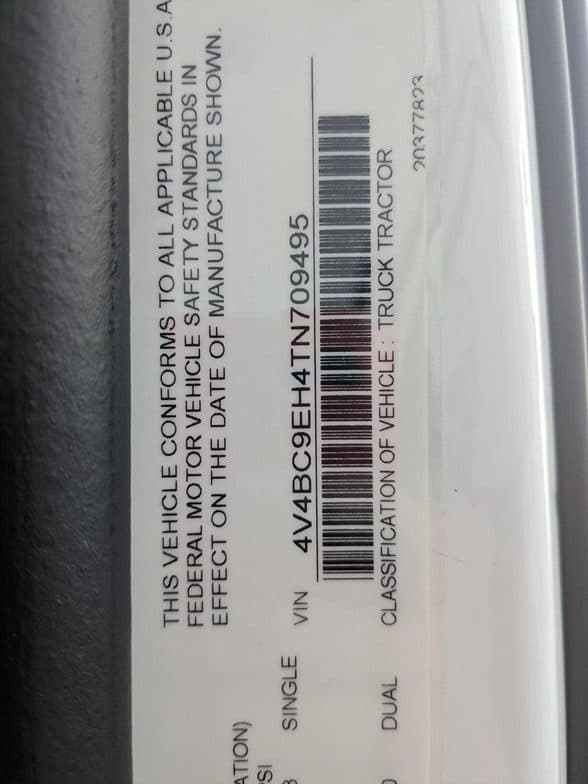 THIS VEHICLE CONFORMS TO ALL APPLICABLE U.S.A
FEDERAL MOTOR VEHICLE SAFETY STANDARDS IN
EFFECT ON THE DATE OF MANUFACTURE SHOWN.
ATION)
SI
SINGLE VIN 4V4BC9EH4TN709495
DUAL CLASSIFICATION OF VEHICLE: TRUCK TRACTOR
20377823